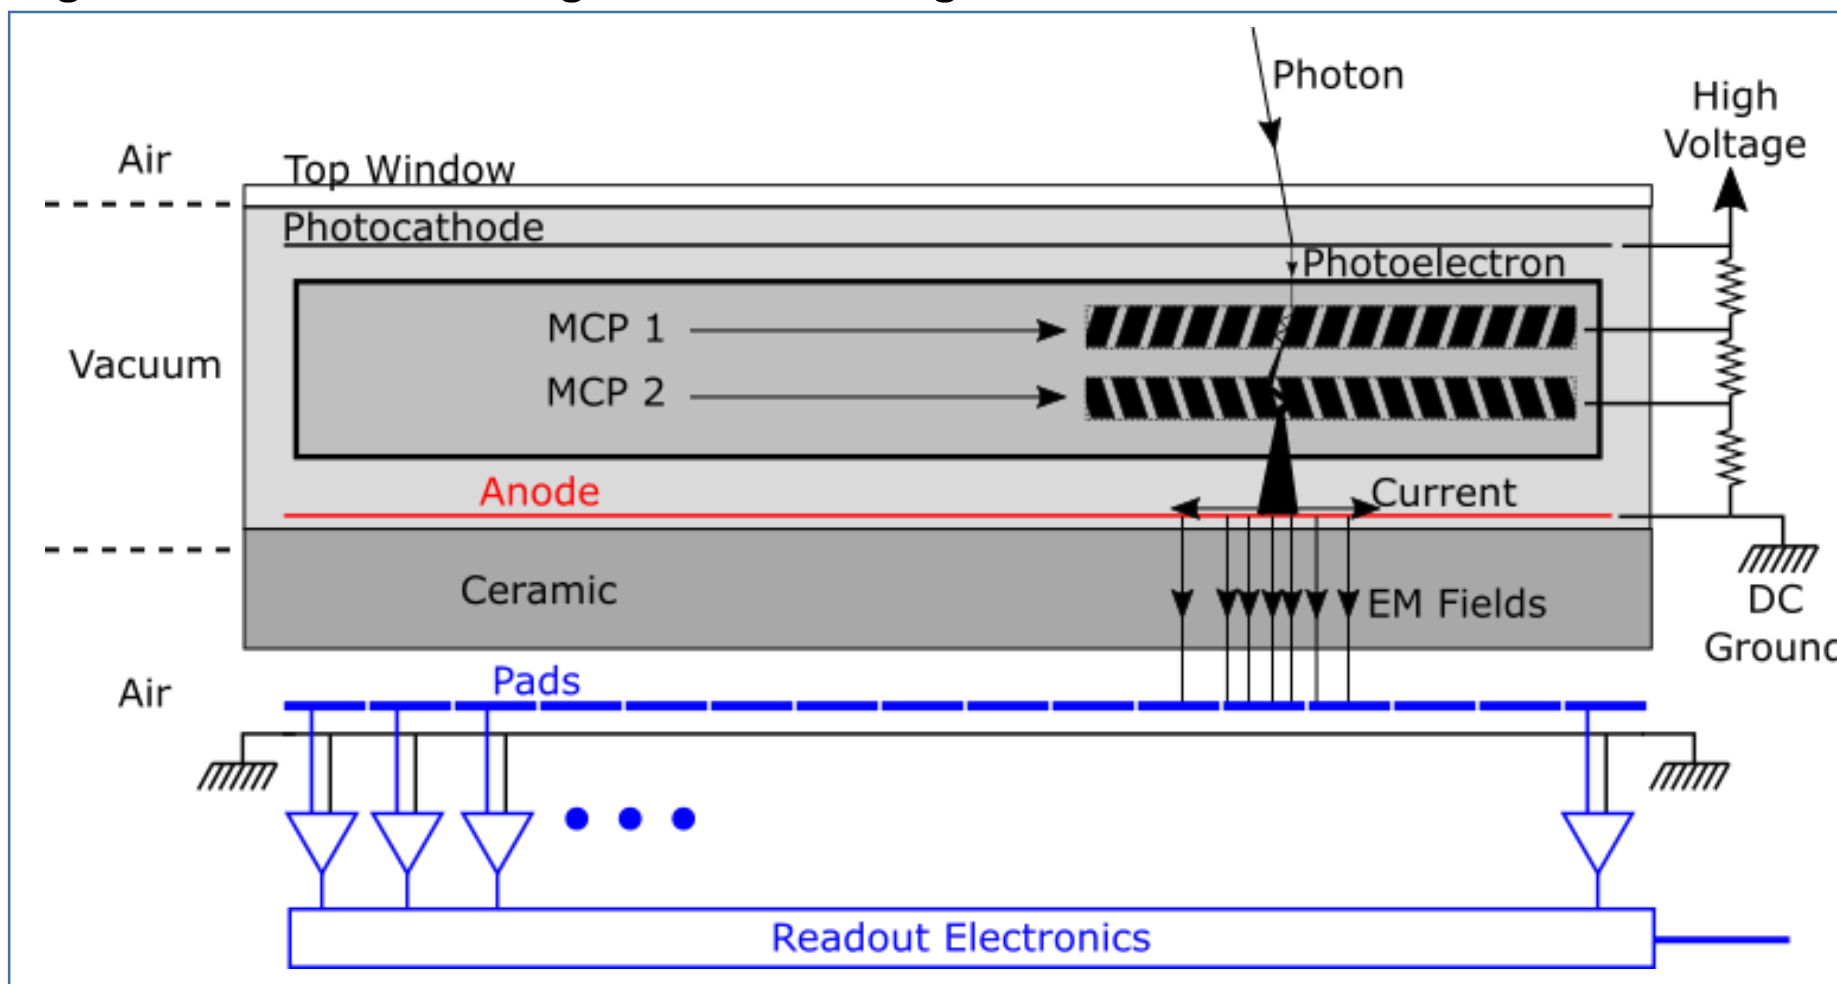 Photon
High
Voltage
Air
Top Window
Photocathode
Photoelectron
MCP 1
Vacuum
MCP 2
Anode
Current
Ceramic
EM Fields
DC
Ground
Pads
Air
Readout Electronics